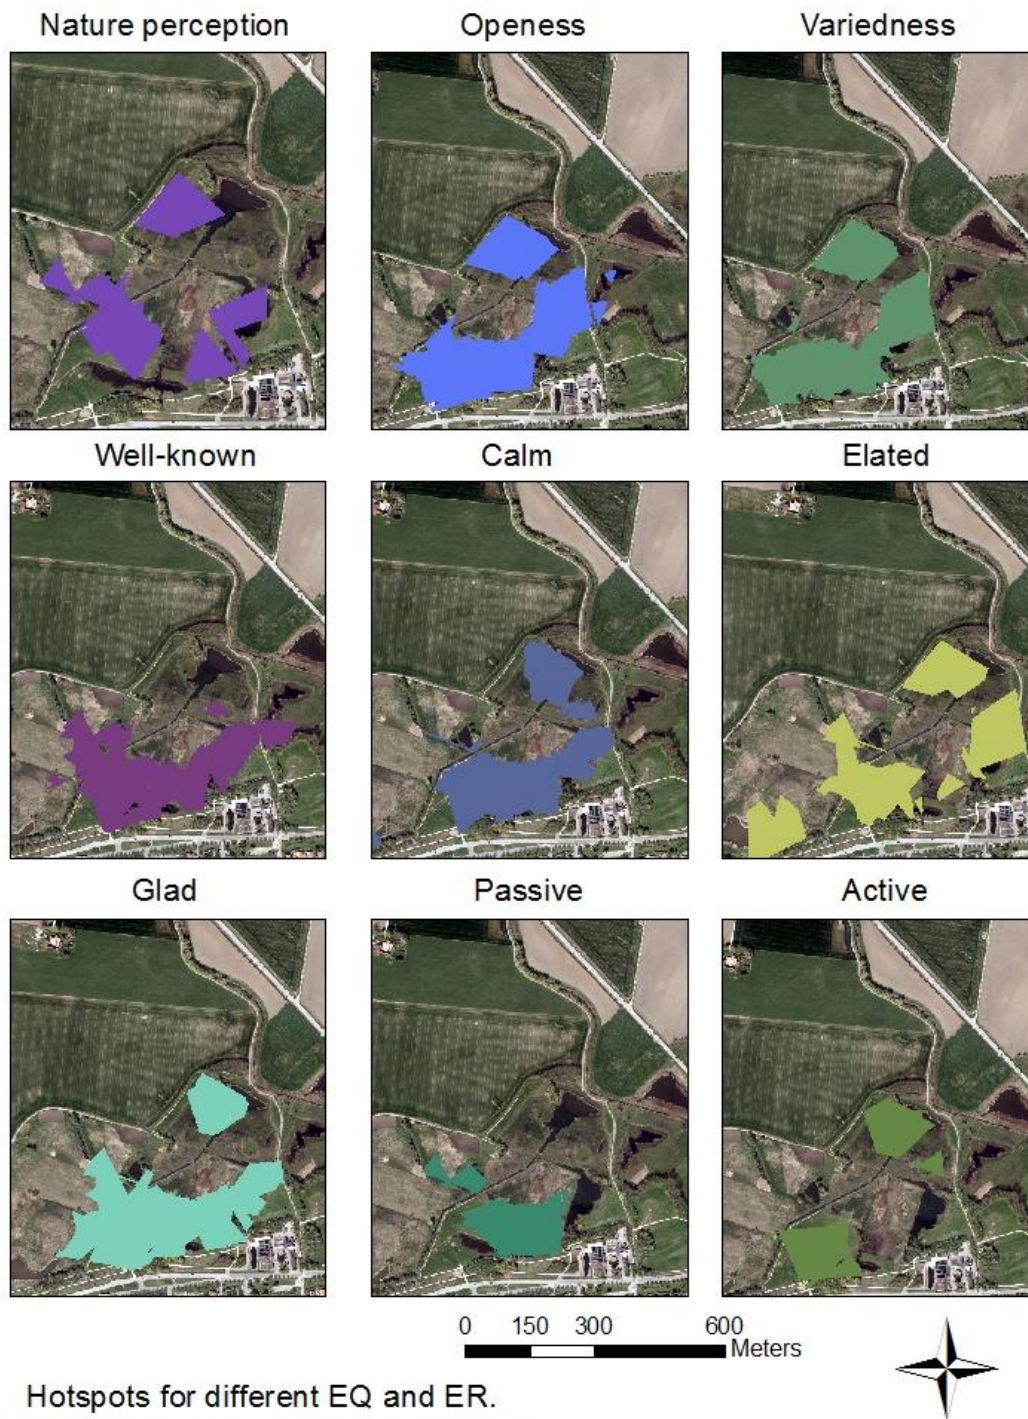 Nature perception Openess Variedness
Well-known Calm Elated
Glad Passive Active
0 150 300 600
Meters
Hotspots for different EQ and ER.